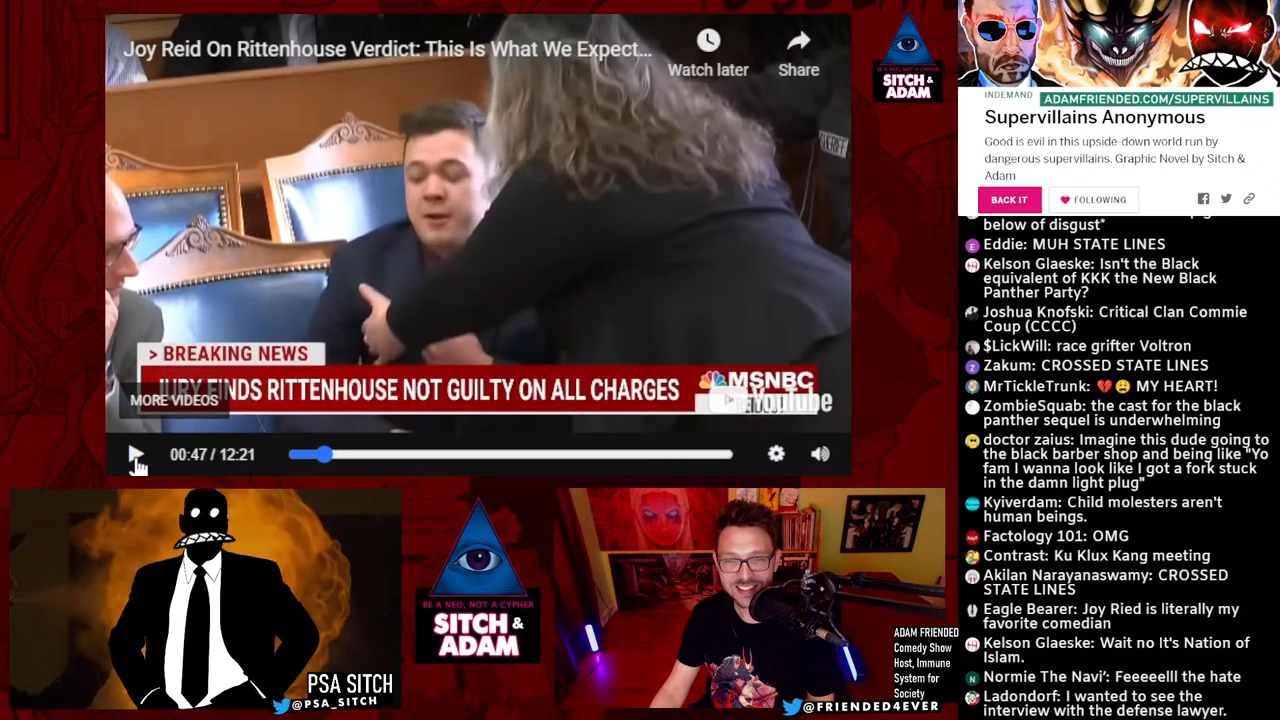 Joy Reid On Rittenhouse Verdict: This Is What We Expect...
Watch later
Share
SHERIFF
> BREAKING NEWS
JURY FINDS RITTENHOUSE NOT GUILTY ON ALL CHARGES
MSNBC
YouTube
MORE VIDEOS
00:47 / 12:21
BE A NEO, NOT A CYPHER
SITCH &
ADAM
INDEMAND
ADAMFRIENDED.COM/SUPERVILLAINS
Supervillains Anonymous
Good is evil in this upside-down world run by
dangerous supervillains. Graphic Novel by Sitch &
Adam
BACK IT
FOLLOWING
below of disgust*
Eddie: MUH STATE LINES
Kelson Glaeske: Isn't the Black
equivalent of KKK the New Black
Panther Party?
Joshua Knofski: Critical Clan Commie
Coup (CCCC)
$LickWill: race grifter Voltron
Zakum: CROSSED STATE LINES
MrTickleTrunk: 💔😩 MY HEART!
ZombieSquab: the cast for the black
panther sequel is underwhelming
doctor zaius: Imagine this dude going to
the black barber shop and being like "Yo
fam I wanna look like I got a fork stuck
in the damn light plug"
Kyiverdam: Child molesters aren't
human beings.
Factology 101: OMG
Contrast: Ku Klux Kang meeting
Akilan Narayanaswamy: CROSSED
STATE LINES
Eagle Bearer: Joy Ried is literally my
favorite comedian
Kelson Glaeske: Wait no It's Nation of
Islam.
Normie The Navi': Feeeeelll the hate
Ladondorf: I wanted to see the
interview with the defense lawyer.
PSA SITCH
@PSA_SITCH
BE A NEO, NOT A CYPHER
SITCH &
ADAM
ADAM FRIENDED
Comedy Show
Host, Immune
System for
Society
@FRIENDED4EVER